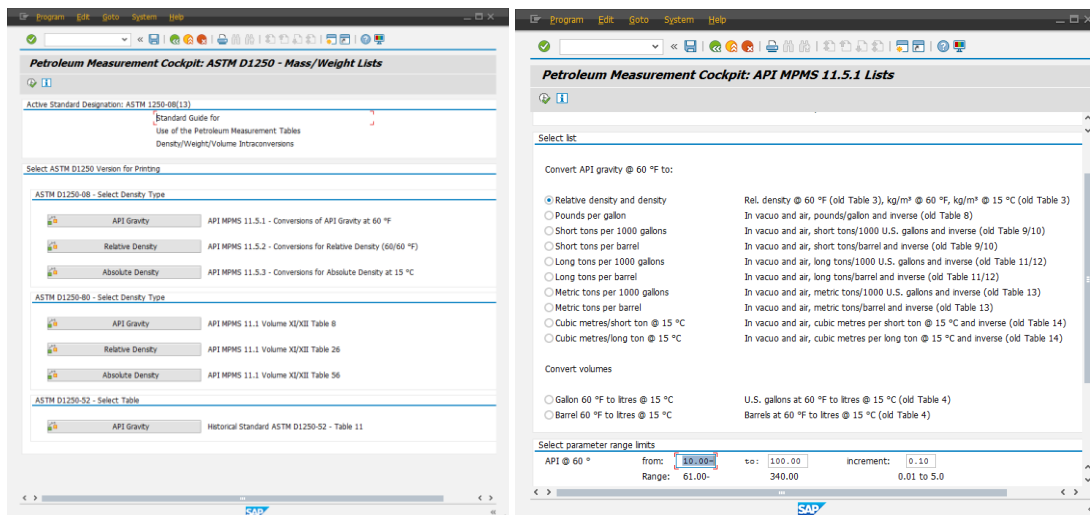 Program Edit Goto System Help
Petroleum Measurement Cockpit: ASTM D1250 - Mass/Weight Lists
Active Standard Designation: ASTM 1250-08(13)
Standard Guide for
Use of the Petroleum Measurement Tables
Density/Weight/Volume Intraconversions
Select ASTM D1250 Version for Printing
ASTM D1250-08 - Select Density Type
API Gravity API MPMS 11.5.1 - Conversions of API Gravity at 60 °F
Relative Density API MPMS 11.5.2 - Conversions for Relative Density (60/60 °F)
Absolute Density API MPMS 11.5.3 - Conversions for Absolute Density at 15 °C
ASTM D1250-80 - Select Density Type
API Gravity API MPMS 11.1 Volume XI/XII Table 8
Relative Density API MPMS 11.1 Volume XI/XII Table 26
Absolute Density API MPMS 11.1 Volume XI/XII Table 56
ASTM D1250-52 - Select Table
API Gravity Historical Standard ASTM D1250-52 - Table 11
SAP
Program Edit Goto System Help
Petroleum Measurement Cockpit: API MPMS 11.5.1 Lists
Select list
Convert API gravity @ 60 °F to:
Relative density and density Rel. density @ 60 °F (old Table 3), kg/m³ @ 60 °F, kg/m³ @ 15 °C (old Table 3)
Pounds per gallon In vacuo and air, pounds/gallon and inverse (old Table 8)
Short tons per 1000 gallons In vacuo and air, short tons/1000 U.S. gallons and inverse (old Table 9/10)
Short tons per barrel In vacuo and air, short tons/barrel and inverse (old Table 9/10)
Long tons per 1000 gallons In vacuo and air, long tons/1000 U.S. gallons and inverse (old Table 11/12)
Long tons per barrel In vacuo and air, long tons/barrel and inverse (old Table 11/12)
Metric tons per 1000 gallons In vacuo and air, metric tons/1000 U.S. gallons and inverse (old Table 13)
Metric tons per barrel In vacuo and air, metric tons/barrel and inverse (old Table 13)
Cubic metres/short ton @ 15 °C In vacuo and air, cubic metres per short ton @ 15 °C and inverse (old Table 14)
Cubic metres/long ton @ 15 °C In vacuo and air, cubic metres per long ton @ 15 °C and inverse (old Table 14)
Convert volumes
Gallon 60 °F to litres @ 15 °C U.S. gallons at 60 °F to litres @ 15 °C (old Table 4)
Barrel 60 °F to litres @ 15 °C Barrels at 60 °F to litres @ 15 °C (old Table 4)
Select parameter range limits
API @ 60 ° from: 10.00- to: 100.00 increment: 0.10
Range: 61.00- 340.00 0.01 to 5.0
SAP